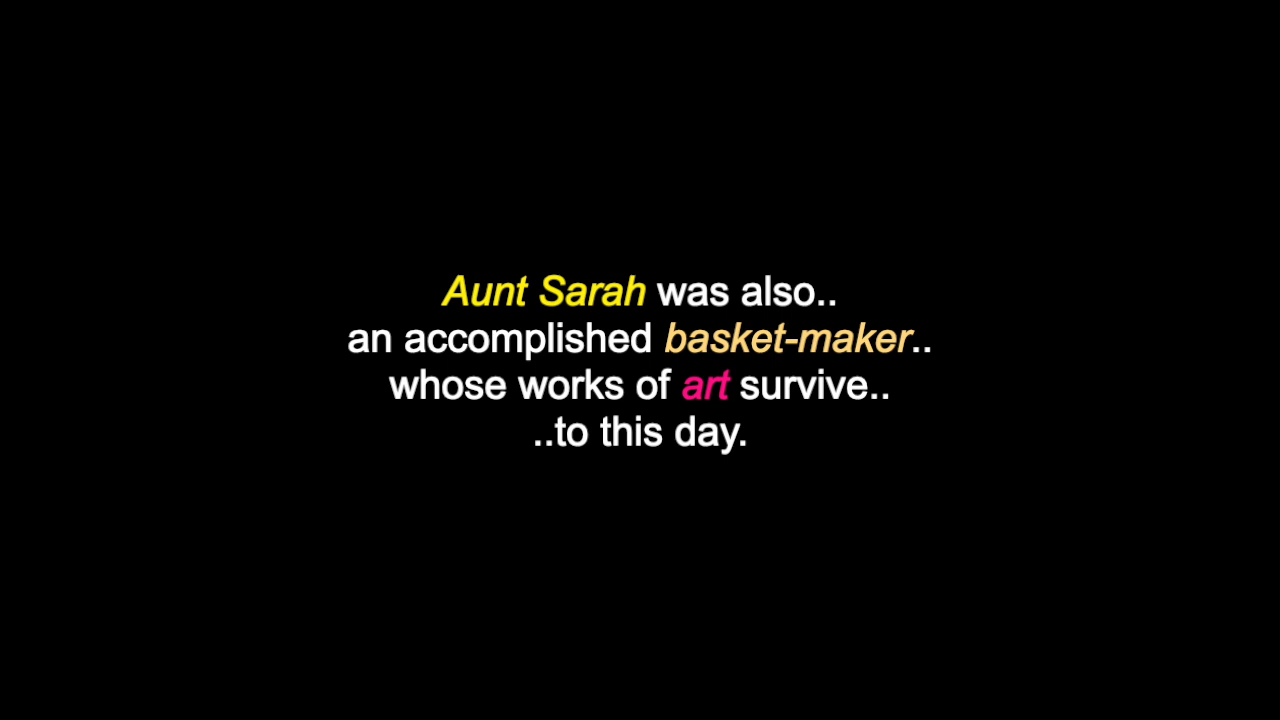 Aunt Sarah was also..
an accomplished basket-maker..
whose works of art survive..
..to this day.